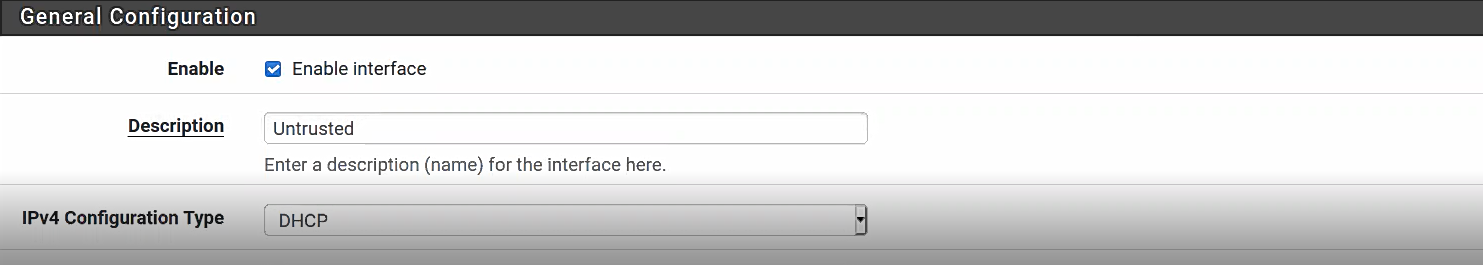 General Configuration
Enable Enable interface
Description Untrusted
Enter a description (name) for the interface here.
IPv4 Configuration Type DHCP